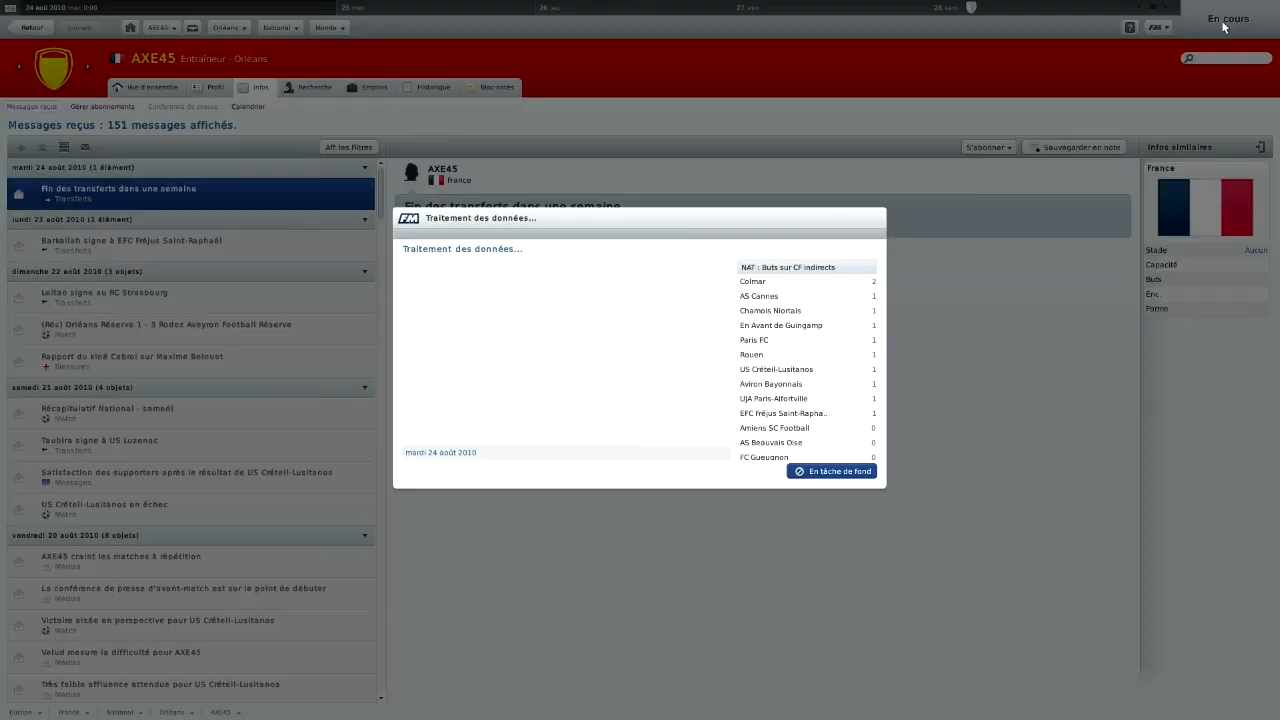 24 août 2010 mar. 0:00
25 mer.
26 jeu.
27 ven
28 sam
En cours
Retour
Suivant
AXE45
Orléans
National
Monde
?
FM
AXE45 Entraîneur - Orléans
Vue d'ensemble
Profil
Infos
Recherche
Emplois
Historique
Bloc-notes
Messages reçus
Gérer abonnements
Conférence de presse
Calendrier
Messages reçus : 151 messages affichés.
Aff. les Filtres
S'abonner
Sauvegarder en note
Infos similaires
mardi 24 août 2010 (1 élément)
Fin des transferts dans une semaine
Transferts
lundi 23 août 2010 (1 élément)
Barkallah signe à EFC Fréjus Saint-Raphaël
Transferts
dimanche 22 août 2010 (3 objets)
Leitao signe au RC Strasbourg
Transferts
(Rés) Orléans Réserve 1 - 3 Rodez Aveyron Football Réserve
Match
Rapport du kiné Cabrol sur Maxime Belouet
Blessures
samedi 21 août 2010 (4 objets)
Récapitulatif National - samedi
Match
Taubira signe à US Luzenac
Transferts
Satisfaction des supporters après le résultat de US Créteil-Lusitanos
Messages
US Créteil-Lusitanos en échec
Match
vendredi 20 août 2010 (8 objets)
AXE45 craint les matches à répétition
Médias
La conférence de presse d'avant-match est sur le point de débuter
Médias
Victoire aisée en perspective pour US Créteil-Lusitanos
Match
Velud mesure la difficulté pour AXE45
Médias
Très faible affluence attendue pour US Créteil-Lusitanos
Médias
AXE45
France
Fin des transferts dans une semaine
FM Traitement des données...
Traitement des données...
NAT : Buts sur CF indirects
Colmar 2
AS Cannes 1
Chamois Niortais 1
En Avant de Guingamp 1
Paris FC 1
Rouen 1
US Créteil-Lusitanos 1
Aviron Bayonnais 1
UJA Paris-Alfortville 1
EFC Fréjus Saint-Rapha.. 1
Amiens SC Football 0
AS Beauvais Oise 0
FC Gueugnon 0
mardi 24 août 2010
En tâche de fond
France
Stade Aucun
Capacité
Buts
Enc.
Forme
Europe
France
National
Orléans
AXE45